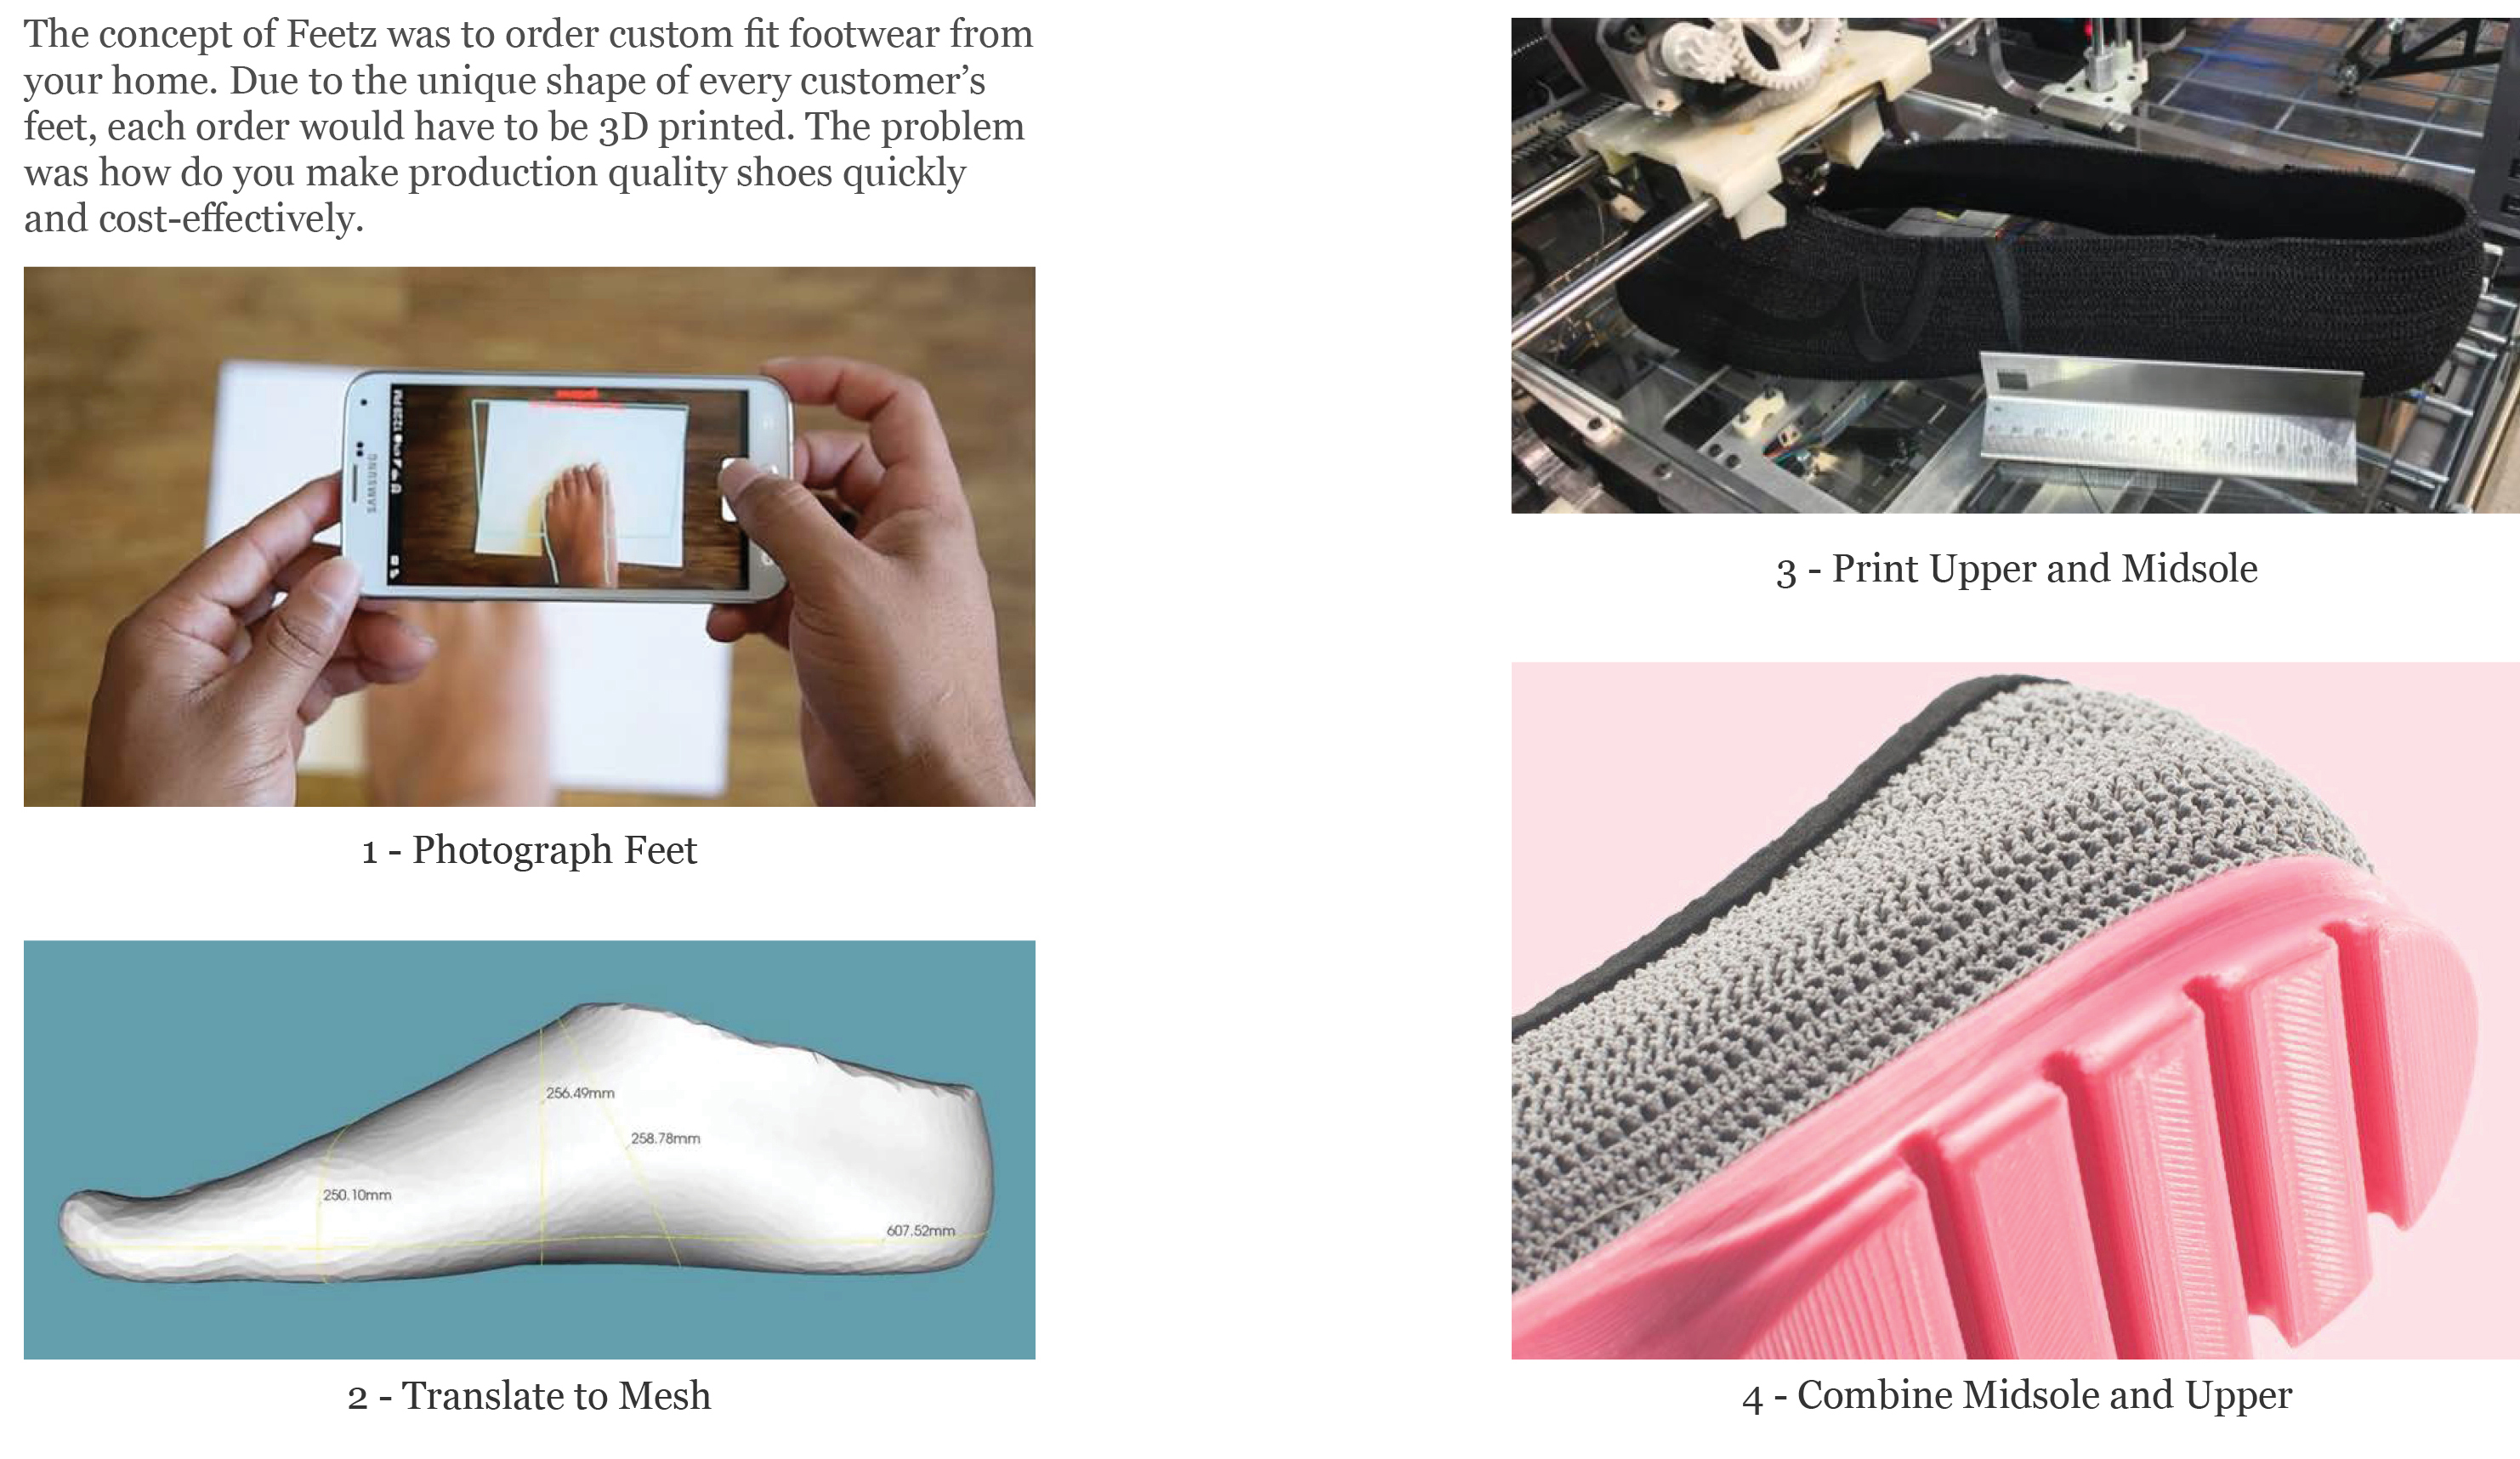 The concept of Feetz was to order custom fit footwear from
your home. Due to the unique shape of every customer's
feet, each order would have to be 3D printed. The problem
was how do you make production quality shoes quickly
and cost-effectively.
SAMSUNG
12:29 PM
1 - Photograph Feet
256.49mm
258.78mm
250.10mm
607.52mm
2 - Translate to Mesh
3 - Print Upper and Midsole
4 - Combine Midsole and Upper